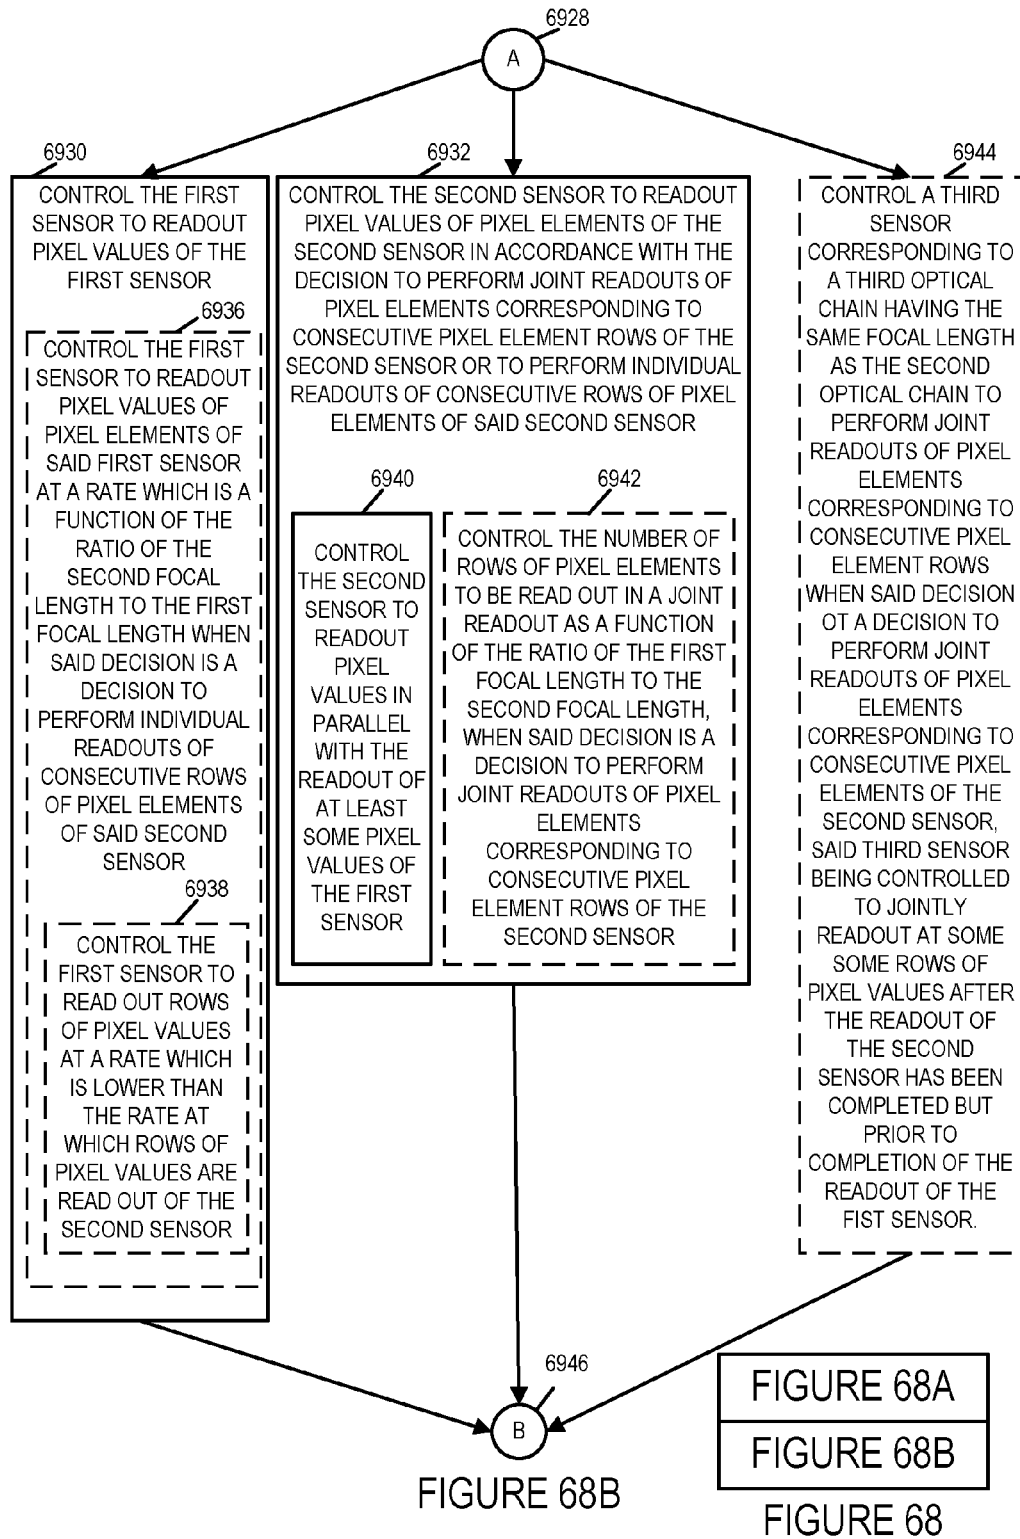 6928
A
6930
CONTROL THE FIRST
SENSOR TO READOUT
PIXEL VALUES OF THE
FIRST SENSOR
6936
CONTROL THE FIRST
SENSOR TO READOUT
PIXEL VALUES OF
PIXEL ELEMENTS OF
SAID FIRST SENSOR
AT A RATE WHICH IS A
FUNCTION OF THE
RATIO OF THE
SECOND FOCAL
LENGTH TO THE FIRST
FOCAL LENGTH WHEN
SAID DECISION IS A
DECISION TO
PERFORM INDIVIDUAL
READOUTS OF
CONSECUTIVE ROWS
OF PIXEL ELEMENTS
OF SAID SECOND
SENSOR
6938
CONTROL THE
FIRST SENSOR TO
READ OUT ROWS
OF PIXEL VALUES
AT A RATE WHICH
IS LOWER THAN
THE RATE AT
WHICH ROWS OF
PIXEL VALUES ARE
READ OUT OF THE
SECOND SENSOR
6932
CONTROL THE SECOND SENSOR TO READOUT
PIXEL VALUES OF PIXEL ELEMENTS OF THE
SECOND SENSOR IN ACCORDANCE WITH THE
DECISION TO PERFORM JOINT READOUTS OF
PIXEL ELEMENTS CORRESPONDING TO
CONSECUTIVE PIXEL ELEMENT ROWS OF THE
SECOND SENSOR OR TO PERFORM INDIVIDUAL
READOUTS OF CONSECUTIVE ROWS OF PIXEL
ELEMENTS OF SAID SECOND SENSOR
6940
CONTROL
THE SECOND
SENSOR TO
READOUT
PIXEL
VALUES IN
PARALLEL
WITH THE
READOUT OF
AT LEAST
SOME PIXEL
VALUES OF
THE FIRST
SENSOR
6942
CONTROL THE NUMBER OF
ROWS OF PIXEL ELEMENTS
TO BE READ OUT IN A JOINT
READOUT AS A FUNCTION
OF THE RATIO OF THE FIRST
FOCAL LENGTH TO THE
SECOND FOCAL LENGTH,
WHEN SAID DECISION IS A
DECISION TO PERFORM
JOINT READOUTS OF PIXEL
ELEMENTS
CORRESPONDING TO
CONSECUTIVE PIXEL
ELEMENT ROWS OF THE
SECOND SENSOR
6944
CONTROL A THIRD
SENSOR
CORRESPONDING TO
A THIRD OPTICAL
CHAIN HAVING THE
SAME FOCAL LENGTH
AS THE SECOND
OPTICAL CHAIN TO
PERFORM JOINT
READOUTS OF PIXEL
ELEMENTS
CORRESPONDING TO
CONSECUTIVE PIXEL
ELEMENT ROWS
WHEN SAID DECISION
OT A DECISION TO
PERFORM JOINT
READOUTS OF PIXEL
ELEMENTS
CORRESPONDING TO
CONSECUTIVE PIXEL
ELEMENTS OF THE
SECOND SENSOR,
SAID THIRD SENSOR
BEING CONTROLLED
TO JOINTLY
READOUT AT SOME
SOME ROWS OF
PIXEL VALUES AFTER
THE READOUT OF
THE SECOND
SENSOR HAS BEEN
COMPLETED BUT
PRIOR TO
COMPLETION OF THE
READOUT OF THE
FIST SENSOR.
6946
B
FIGURE 68B
FIGURE 68A
FIGURE 68B
FIGURE 68